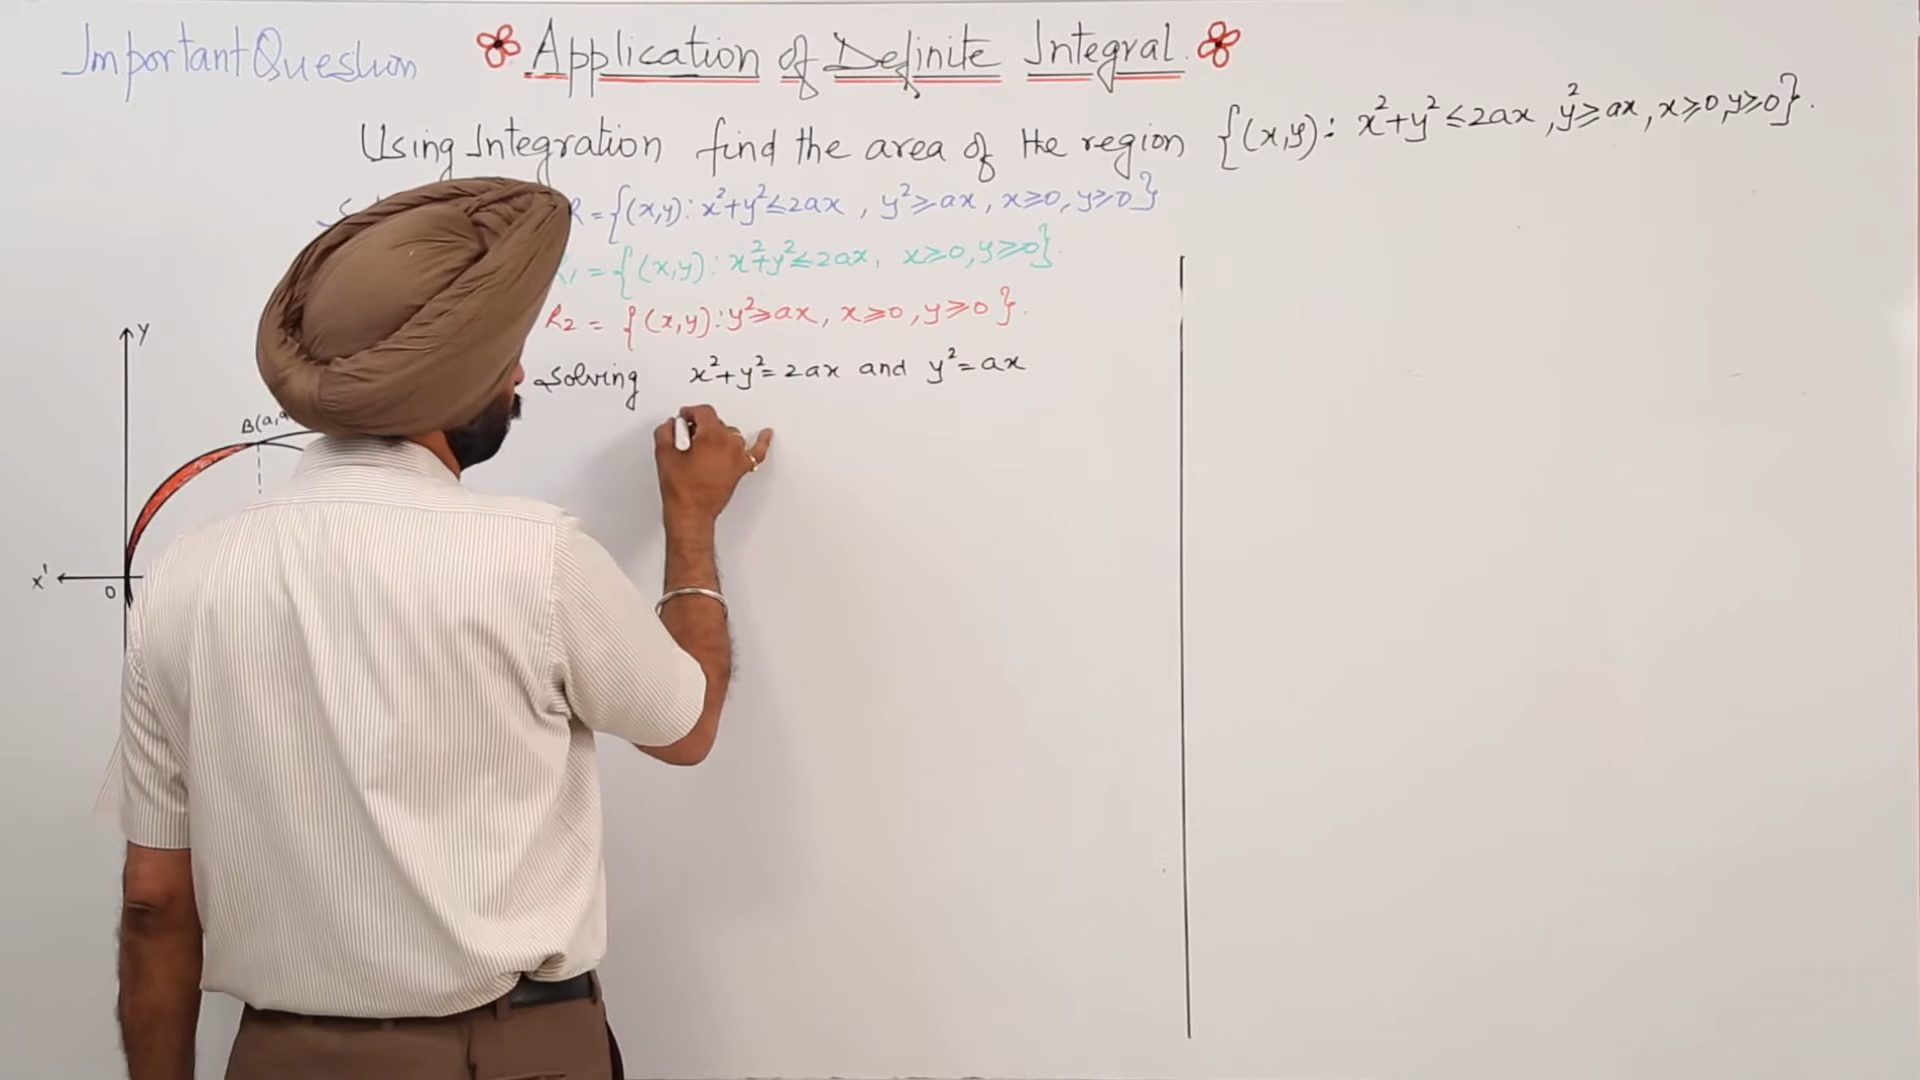 Important Question
Application of Definite Integral.
Using Integration find the area of the region {(x,y): x²+y² ≤ 2ax, y² ≥ ax, x ≥ 0, y ≥ 0}.
R = {(x,y): x²+y² ≤ 2ax, y² ≥ ax, x ≥ 0, y ≥ 0}
R₁ = {(x,y): x²+y² ≤ 2ax, x ≥ 0, y ≥ 0}.
R₂ = {(x,y): y² ≥ ax, x ≥ 0, y ≥ 0}.
Solving x²+y² = 2ax and y² = ax
y
B(a,
x'
0